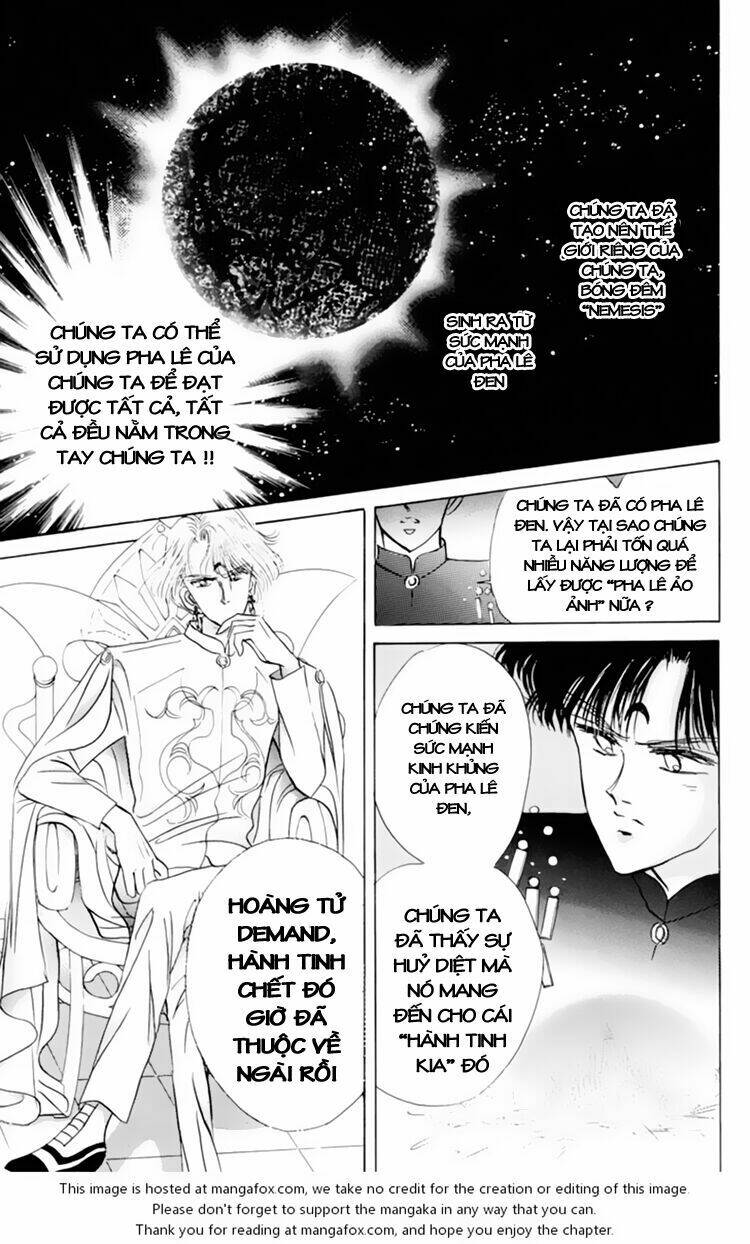 CHÚNG TA ĐÃ
TẠO NÊN THẾ
GIỚI RIÊNG CỦA
CHÚNG TA,
BÓNG ĐÊM
"NEMESIS"
SINH RA TỪ
SỨC MẠNH
CỦA PHA LÊ
ĐEN
CHÚNG TA CÓ THỂ
SỬ DỤNG PHA LÊ CỦA
CHÚNG TA ĐỂ ĐẠT
ĐƯỢC TẤT CẢ, TẤT
CẢ ĐỀU NẰM TRONG
TAY CHÚNG TA !!
CHÚNG TA ĐÃ CÓ PHA LÊ
ĐEN. VẬY TẠI SAO CHÚNG
TA LẠI PHẢI TỐN QUÁ
NHIỀU NĂNG LƯỢNG ĐỂ
LẤY ĐƯỢC "PHA LÊ ẢO
ẢNH" NỮA ?
CHÚNG TA ĐÃ
CHỨNG KIẾN
SỨC MẠNH
KINH KHỦNG
CỦA PHA LÊ
ĐEN,
CHÚNG TA
ĐÃ THẤY SỰ
HUỶ DIỆT MÀ
NÓ MANG
ĐẾN CHO CÁI
"HÀNH TINH
KIA" ĐÓ
HOÀNG TỬ
DEMAND,
HÀNH TINH
CHẾT ĐÓ
GIỜ ĐÃ
THUỘC VỀ
NGÀI RỒI
This image is hosted at mangafox.com, we take no credit for the creation or editing of this image.
Please don't forget to support the mangaka in any way that you can.
Thank you for reading at mangafox.com, and hope you enjoy the chapter.